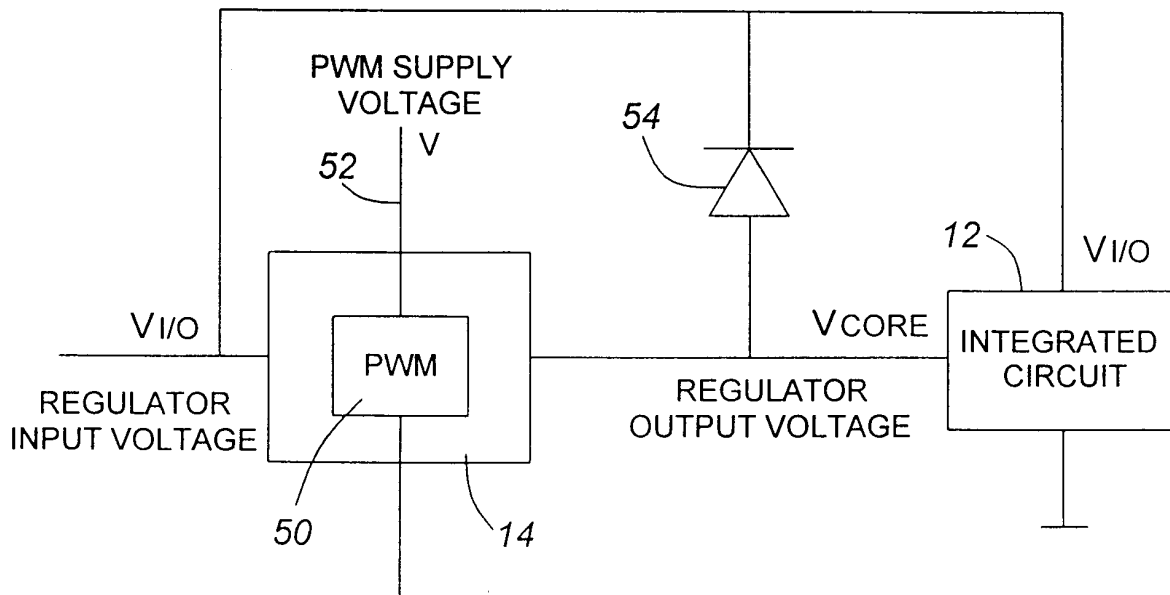 PWM SUPPLY
VOLTAGE
V
52
54
12
VI/O
VI/O
VCORE
PWM
INTEGRATED
CIRCUIT
REGULATOR
INPUT VOLTAGE
REGULATOR
OUTPUT VOLTAGE
50
14